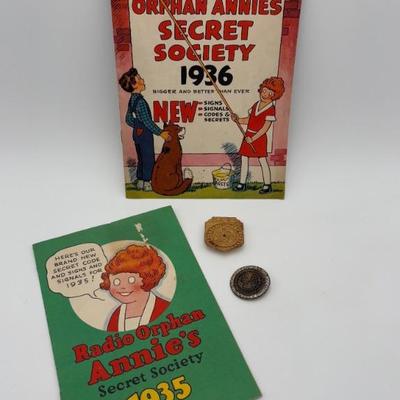 ORPHAN ANNIE'S
SECRET
SOCIETY
1936
BIGGER AND BETTER THAN EVER
NEW
SIGNS
SIGNALS
CODES &
SECRETS
HERE'S OUR
BRAND NEW
SECRET CODE
AND SIGNS AND
SIGNALS FOR
1935!
Radio Orphan
Annie's
Secret Society
1935